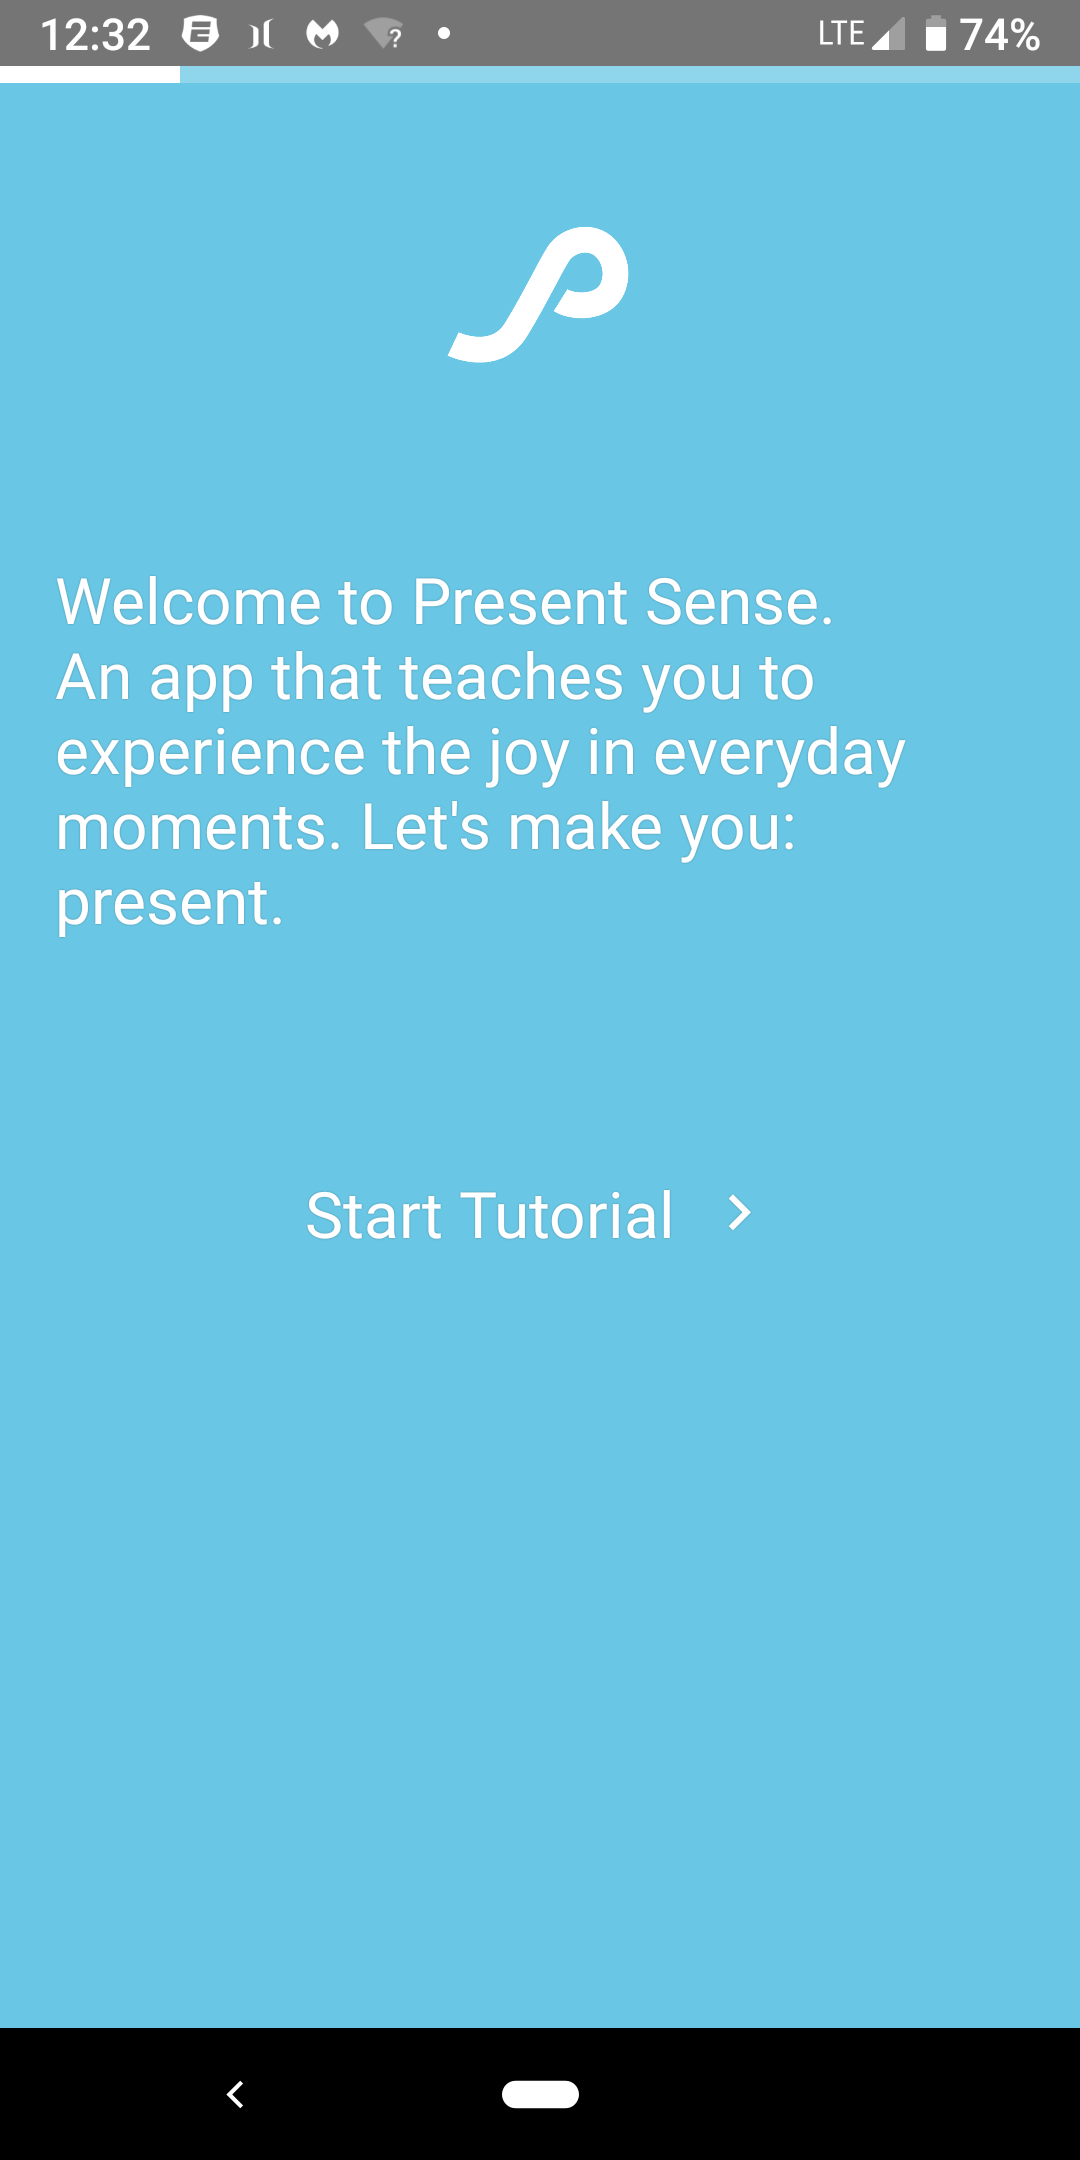 12:32 LTE 74%
Welcome to Present Sense.
An app that teaches you to
experience the joy in everyday
moments. Let's make you:
present.
Start Tutorial